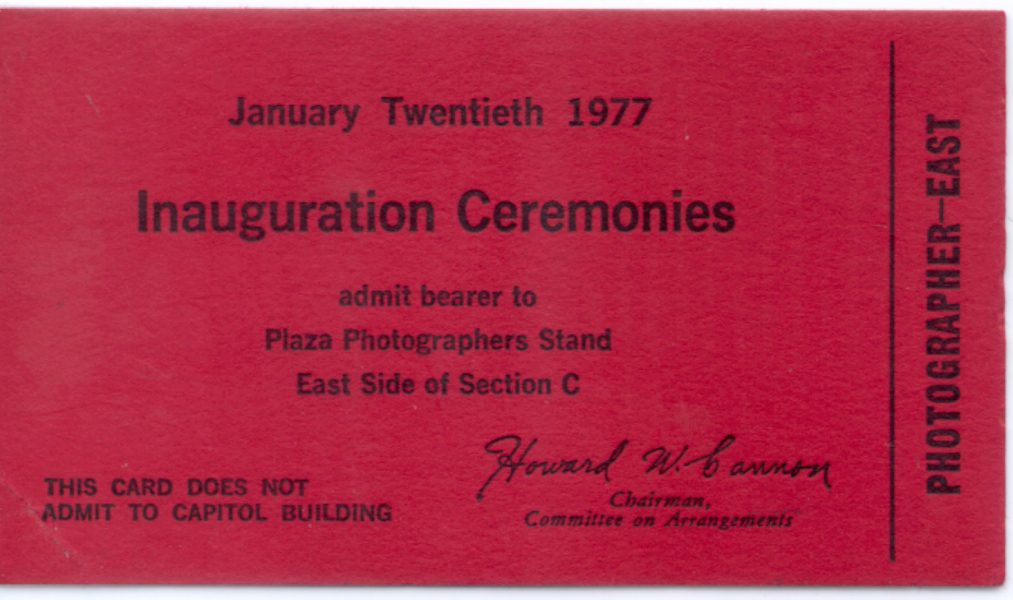 January Twentieth 1977
Inauguration Ceremonies
admit bearer to
Plaza Photographers Stand
East Side of Section C
Howard W. Cannon
Chairman,
Committee on Arrangements
THIS CARD DOES NOT
ADMIT TO CAPITOL BUILDING
PHOTOGRAPHER—EAST